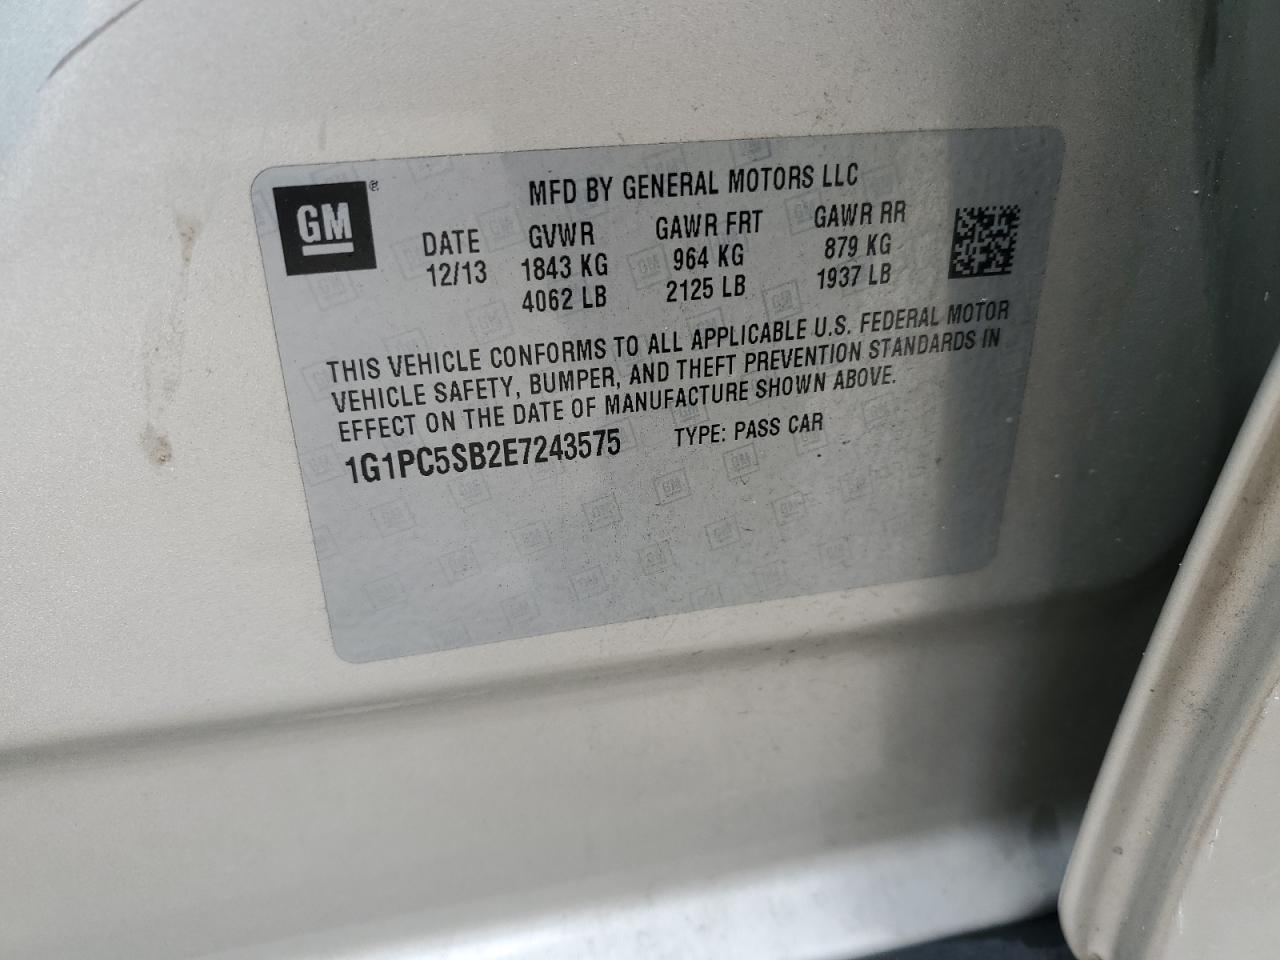 GM ®
MFD BY GENERAL MOTORS LLC
DATE GVWR GAWR FRT GAWR RR
12/13 1843 KG 964 KG 879 KG
4062 LB 2125 LB 1937 LB
THIS VEHICLE CONFORMS TO ALL APPLICABLE U.S. FEDERAL MOTOR
VEHICLE SAFETY, BUMPER, AND THEFT PREVENTION STANDARDS IN
EFFECT ON THE DATE OF MANUFACTURE SHOWN ABOVE.
1G1PC5SB2E7243575 TYPE: PASS CAR